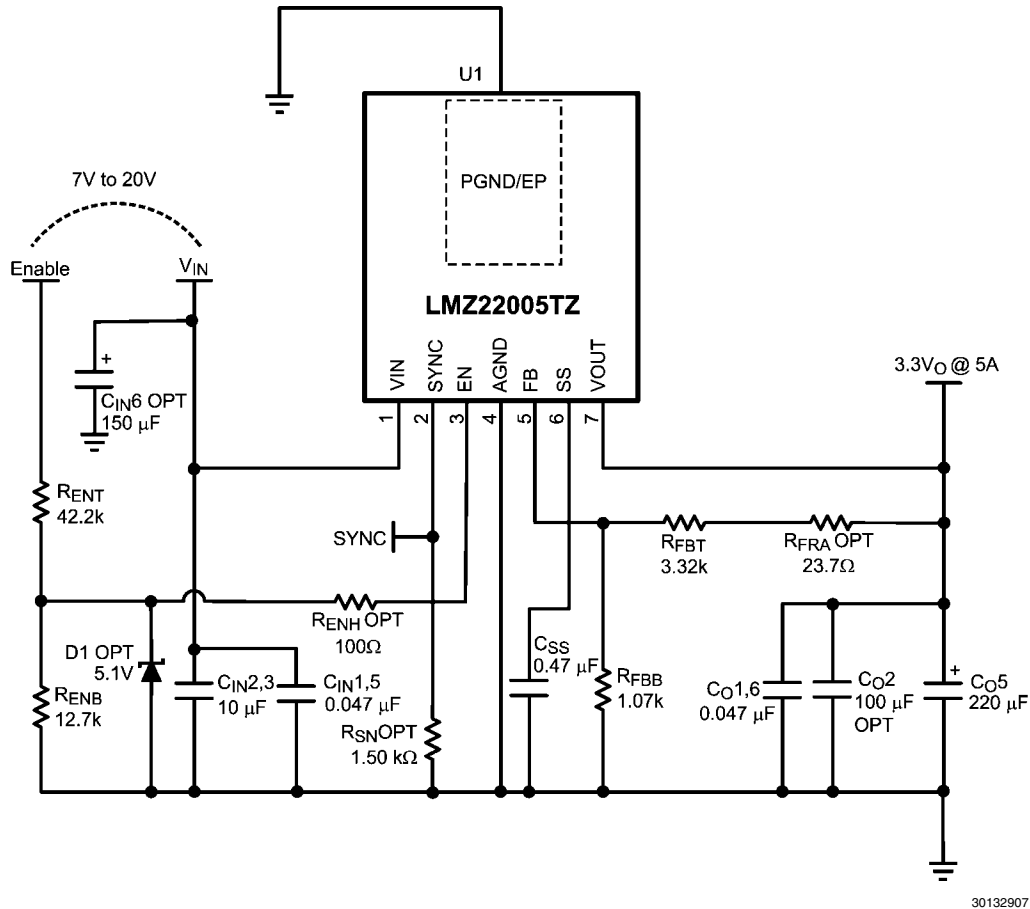 U1
PGND/EP
LMZ22005TZ
VIN
SYNC
EN
AGND
FB
SS
VOUT
1
2
3
4
5
6
7
7V to 20V
Enable
VIN
+
CIN6 OPT
150 μF
RENT
42.2k
SYNC
RENH OPT
100Ω
D1 OPT
5.1V
RENB
12.7k
CIN2,3
10 μF
CIN1,5
0.047 μF
RSNOPT
1.50 kΩ
CSS
0.47 μF
RFBB
1.07k
RFBT
3.32k
RFRA OPT
23.7Ω
3.3VO @ 5A
CO1,6
0.047 μF
CO2
100 μF
OPT
+
CO5
220 μF
30132907